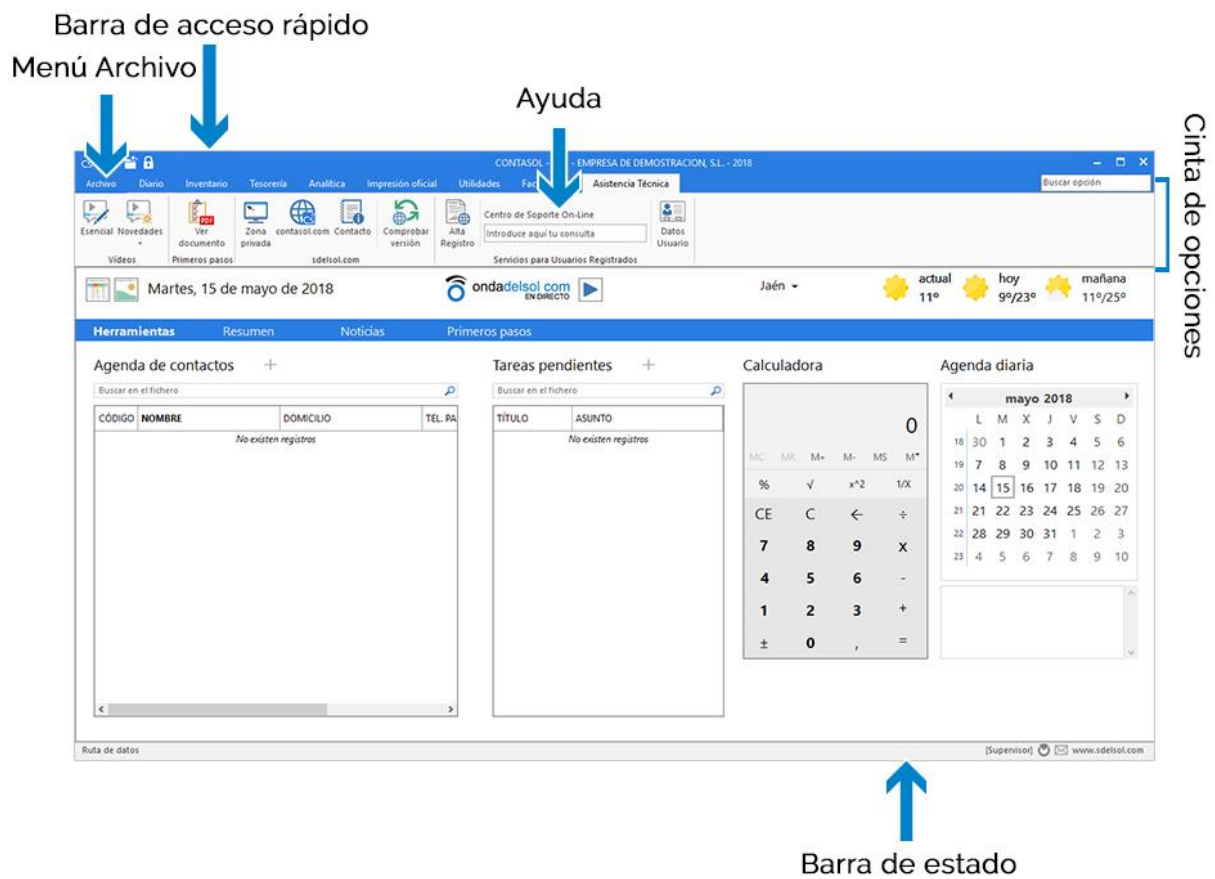 Barra de acceso rápido
Menú Archivo
Ayuda
Cinta de opciones
CONTASOL - EMPRESA DE DEMOSTRACION, S.L. - 2018
Archivo Diario Inventario Tesorería Analítica Impresión oficial Utilidades Asistencia Técnica
Buscar opción
Esencial Novedades Ver documento Zona privada contasol.com Contacto Comprobar versión Alta Registro
Centro de Soporte On-Line
Introduce aquí tu consulta
Datos Usuario
Vídeos Primeros pasos sdelsol.com Servicios para Usuarios Registrados
Martes, 15 de mayo de 2018
ondadelsol com
EN DIRECTO
Jaén
actual
11º
hoy
9º/23º
mañana
11º/25º
Herramientas Resumen Noticias Primeros pasos
Agenda de contactos +
Buscar en el fichero
CÓDIGO NOMBRE DOMICILIO TEL. PA
No existen registros
Tareas pendientes +
Buscar en el fichero
TÍTULO ASUNTO
No existen registros
Calculadora
0
MC MR M+ M- MS M▾
% √ x^2 1/X
CE C ← ÷
7 8 9 x
4 5 6 -
1 2 3 +
± 0 , =
Agenda diaria
mayo 2018
L M X J V S D
18 30 1 2 3 4 5 6
19 7 8 9 10 11 12 13
20 14 15 16 17 18 19 20
21 21 22 23 24 25 26 27
22 28 29 30 31 1 2 3
23 4 5 6 7 8 9 10
Ruta de datos
[Supervisor] www.sdelsol.com
Barra de estado